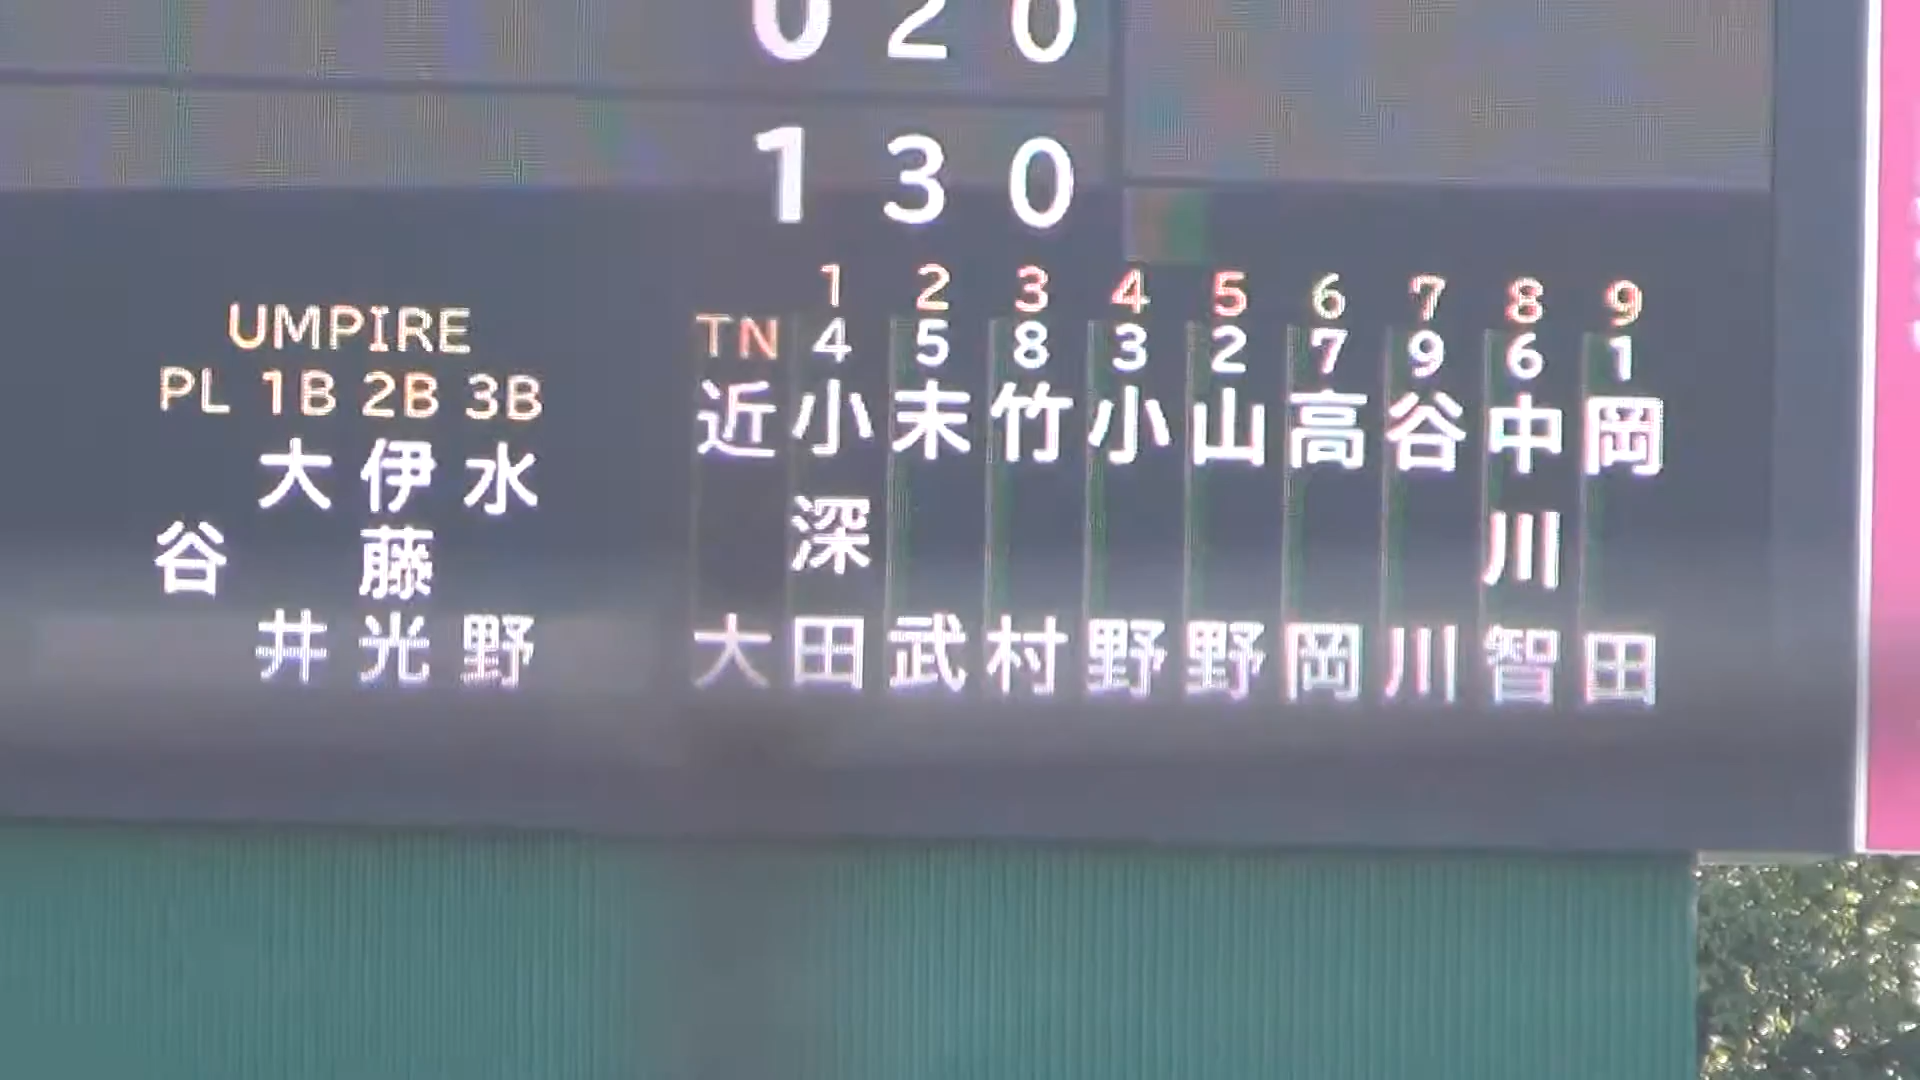 0 2 0
1 3 0
UMPIRE
PL 1B 2B 3B
谷
大井
伊藤光
水野
1 2 3 4 5 6 7 8 9
TN 4 5 8 3 2 7 9 6 1
近大
小深田
末武
竹村
小野
山野
高岡
谷川
中川智
岡田